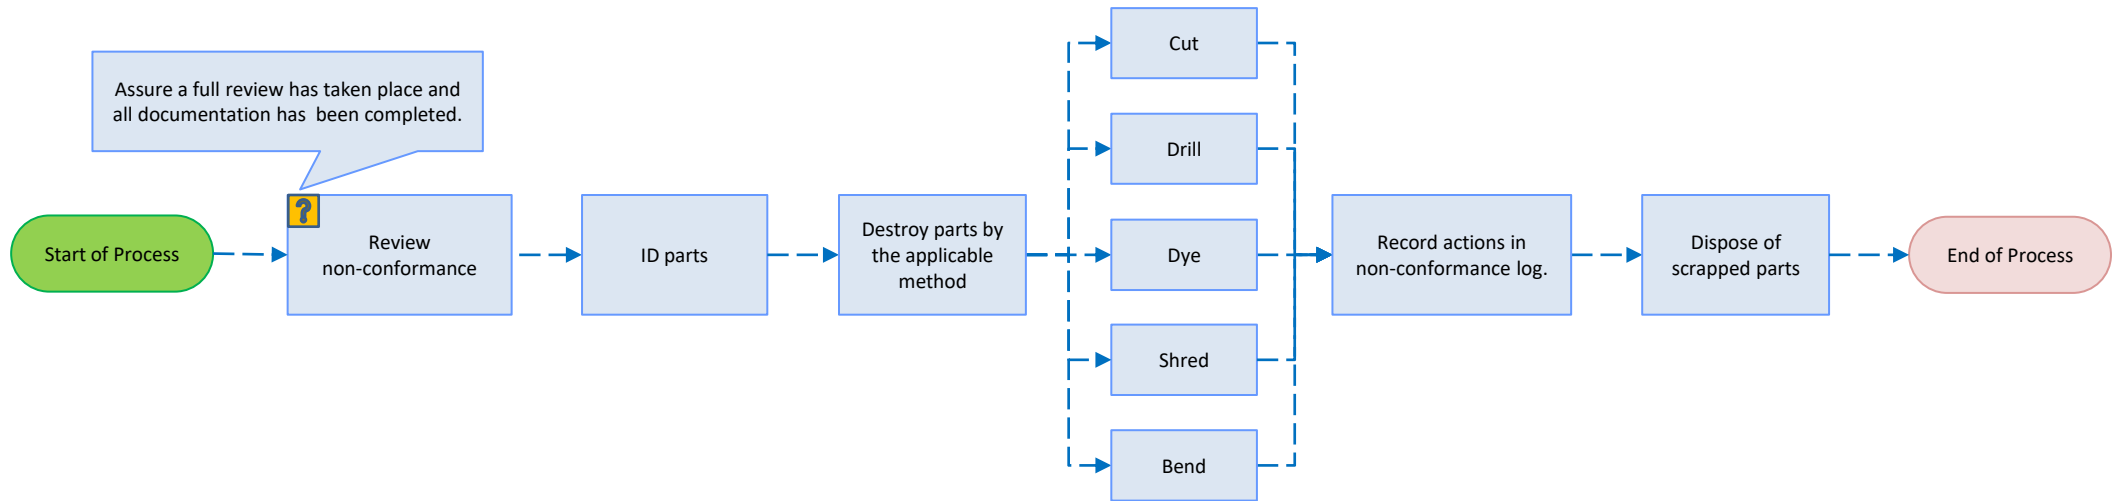 Assure a full review has taken place and
all documentation has  been completed.
Start of Process
?
Review
non-conformance
ID parts
Destroy parts by
the applicable
method
Cut
Drill
Dye
Shred
Bend
Record actions in
non-conformance log.
Dispose of
scrapped parts
End of Process